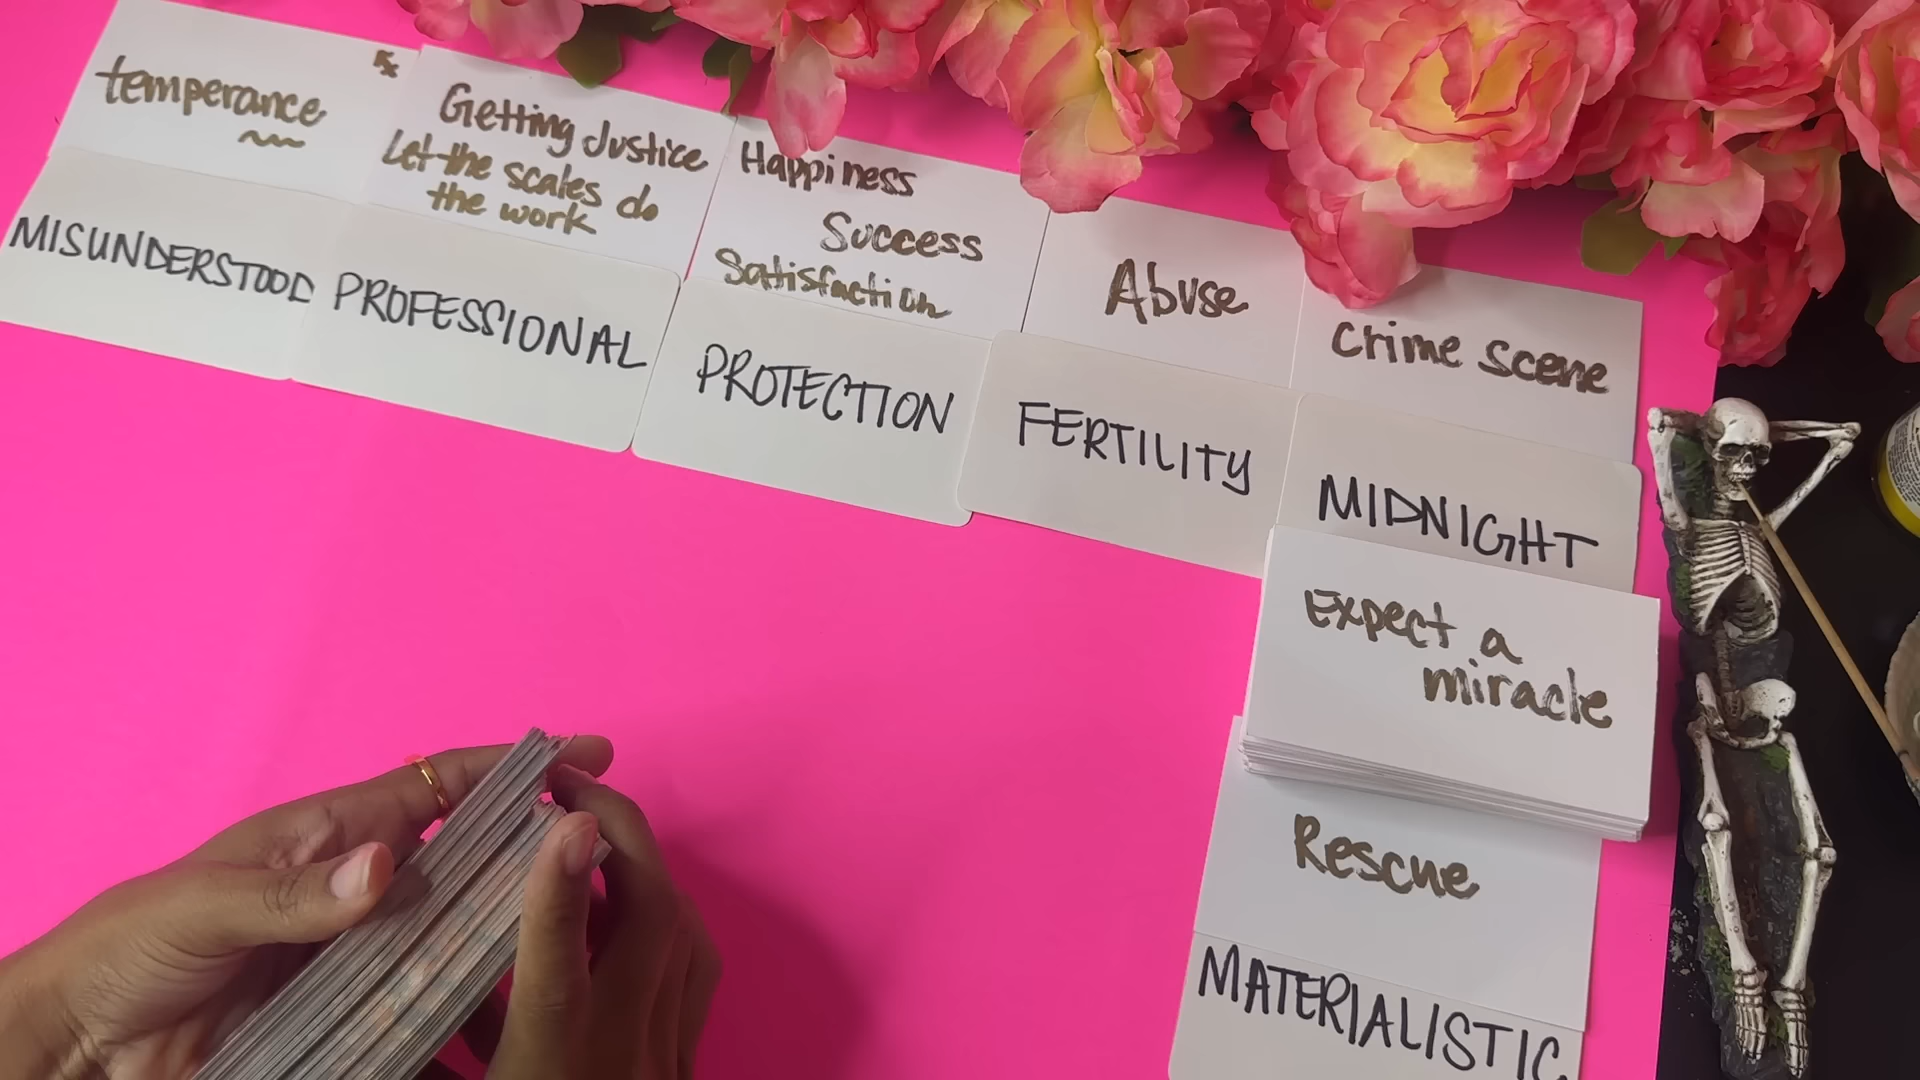 temperance
Getting Justice
Let the scales do
the work
Happiness
Success
Satisfaction
Abuse
Crime Scene
MISUNDERSTOOD
PROFESSIONAL
PROTECTION
FERTILITY
MIDNIGHT
Expect a
miracle
Rescue
MATERIALISTIC